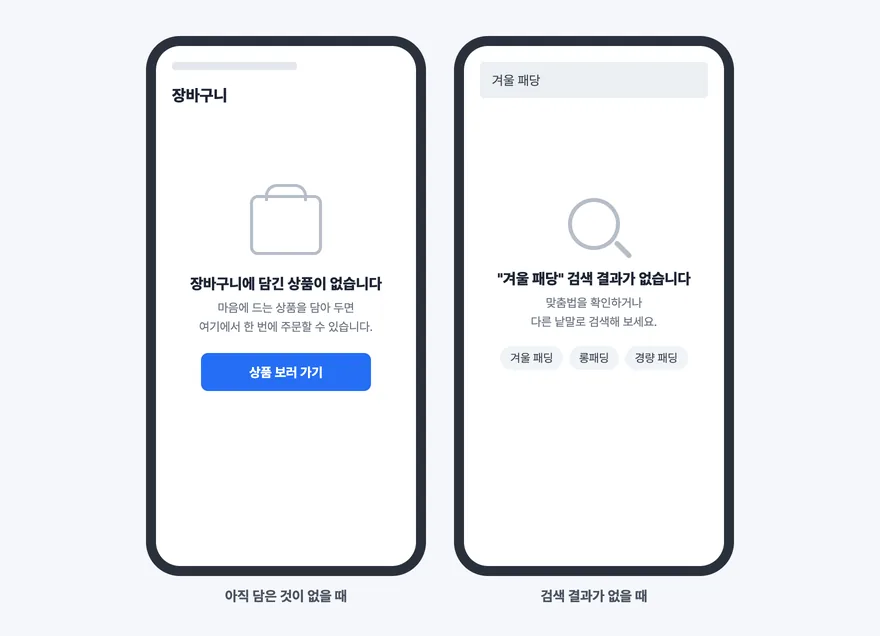 장바구니
장바구니에 담긴 상품이 없습니다
마음에 드는 상품을 담아 두면
여기에서 한 번에 주문할 수 있습니다.
상품 보러 가기
아직 담은 것이 없을 때
겨울 패당
"겨울 패당" 검색 결과가 없습니다
맞춤법을 확인하거나
다른 낱말로 검색해 보세요.
겨울 패딩 롱패딩 경량 패딩
검색 결과가 없을 때